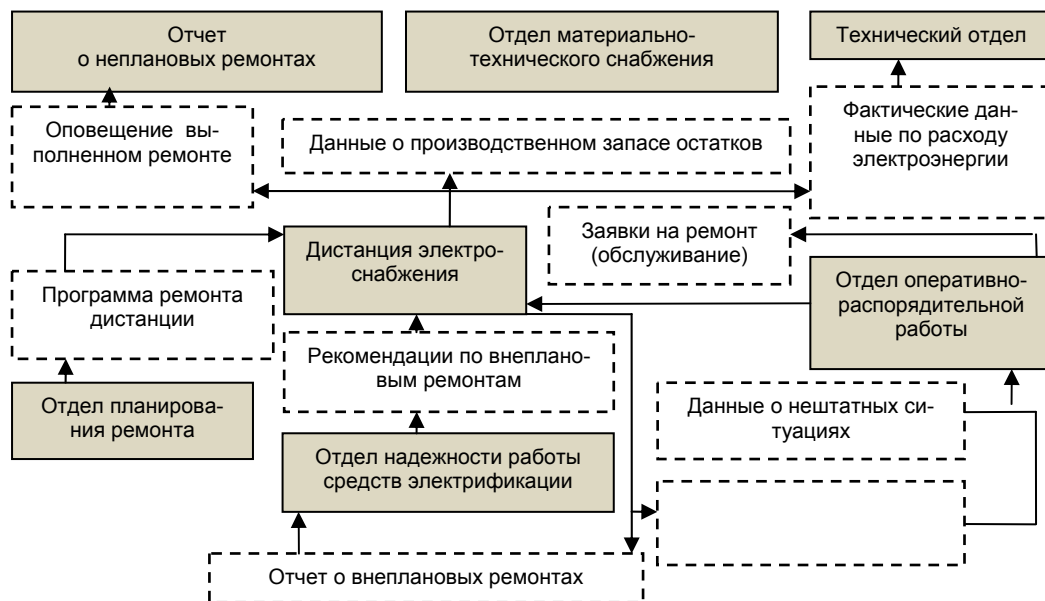 Отчет
о неплановых ремонтах
Отдел материально-
технического снабжения
Технический отдел
Оповещение вы-
полненном ремонте
Данные о производственном запасе остатков
Фактические дан-
ные по расходу
электроэнергии
Дистанция электро-
снабжения
Заявки на ремонт
(обслуживание)
Программа ремонта
дистанции
Отдел оперативно-
распорядительной
работы
Рекомендации по внеплано-
вым ремонтам
Отдел планирова-
ния ремонта
Данные о нештатных си-
туациях
Отдел надежности работы
средств электрификации
Отчет о внеплановых ремонтах